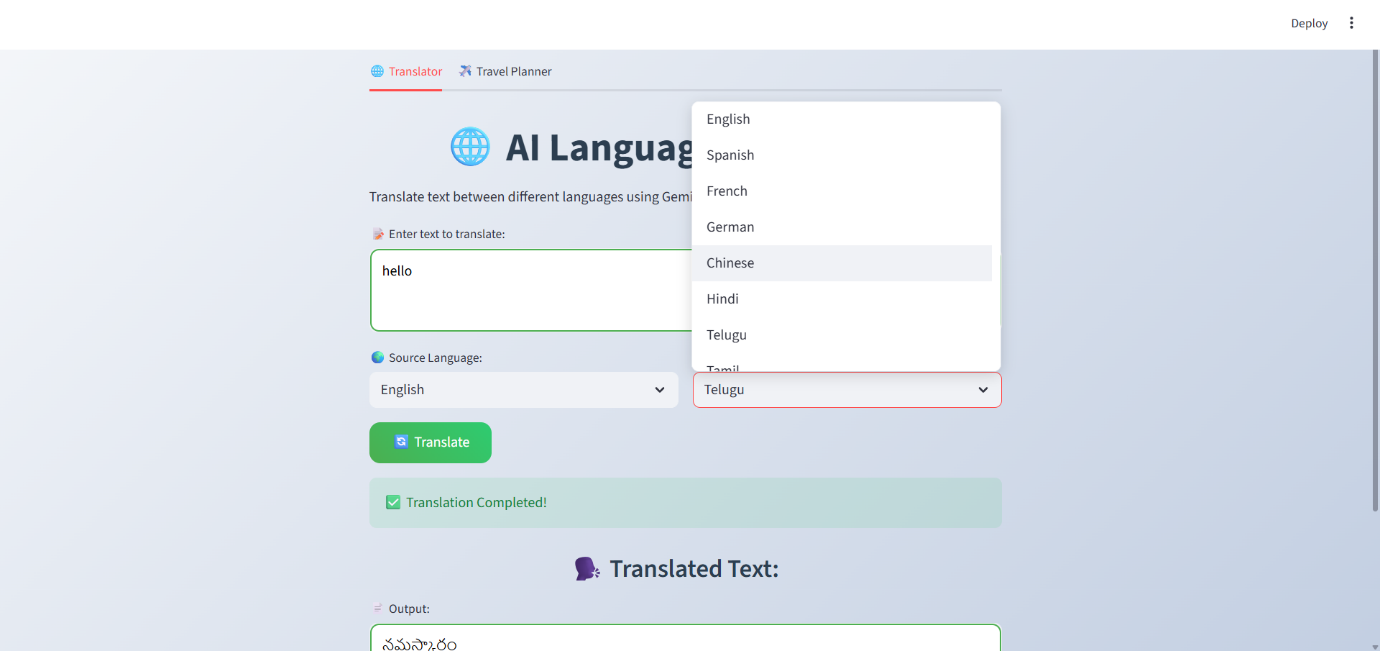 Deploy
Translator Travel Planner
AI Languag
Translate text between different languages using Gemi
Enter text to translate:
hello
English
Spanish
French
German
Chinese
Hindi
Telugu
Tamil
Source Language:
English
Telugu
Translate
Translation Completed!
Translated Text:
Output:
నమస్కారం